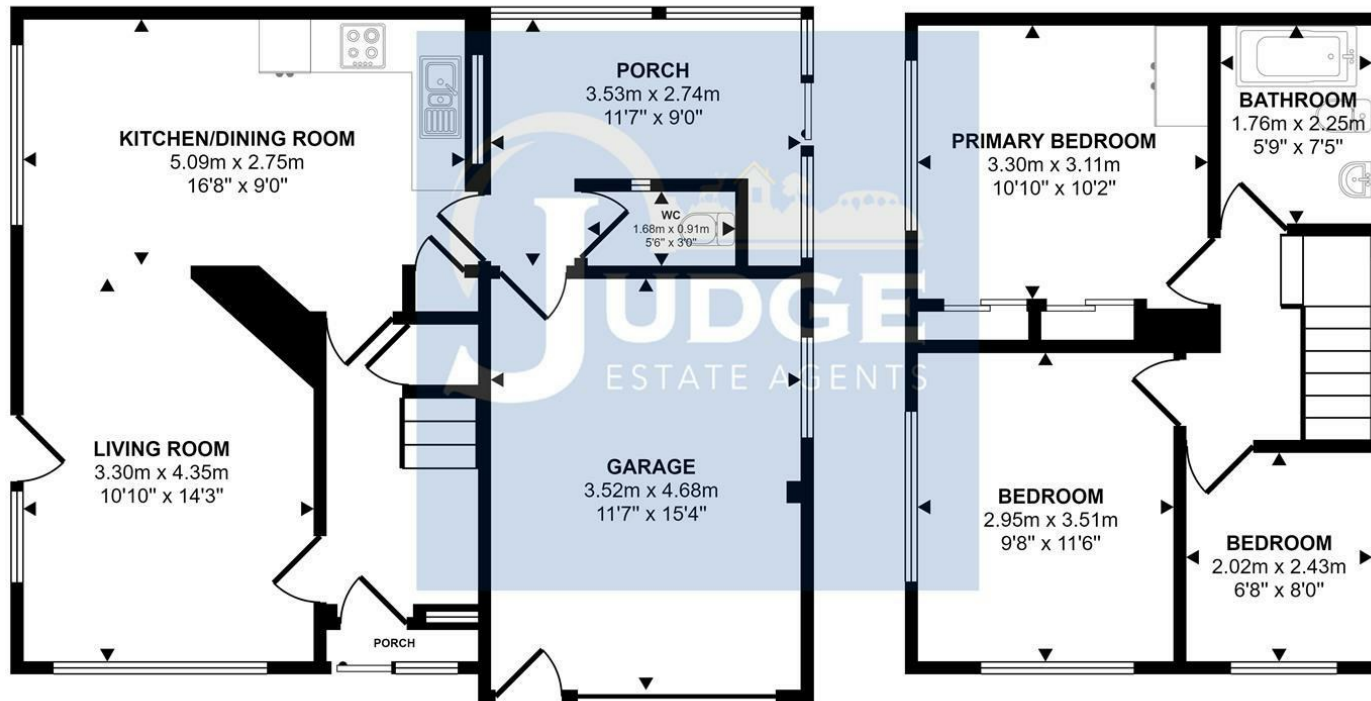 KITCHEN/DINING ROOM
5.09m x 2.75m
16'8" x 9'0"
PORCH
3.53m x 2.74m
11'7" x 9'0"
WC
1.68m x 0.91m
5'6" x 3'0"
LIVING ROOM
3.30m x 4.35m
10'10" x 14'3"
GARAGE
3.52m x 4.68m
11'7" x 15'4"
PORCH
PRIMARY BEDROOM
3.30m x 3.11m
10'10" x 10'2"
BATHROOM
1.76m x 2.25m
5'9" x 7'5"
BEDROOM
2.95m x 3.51m
9'8" x 11'6"
BEDROOM
2.02m x 2.43m
6'8" x 8'0"
JUDGE
ESTATE AGENTS